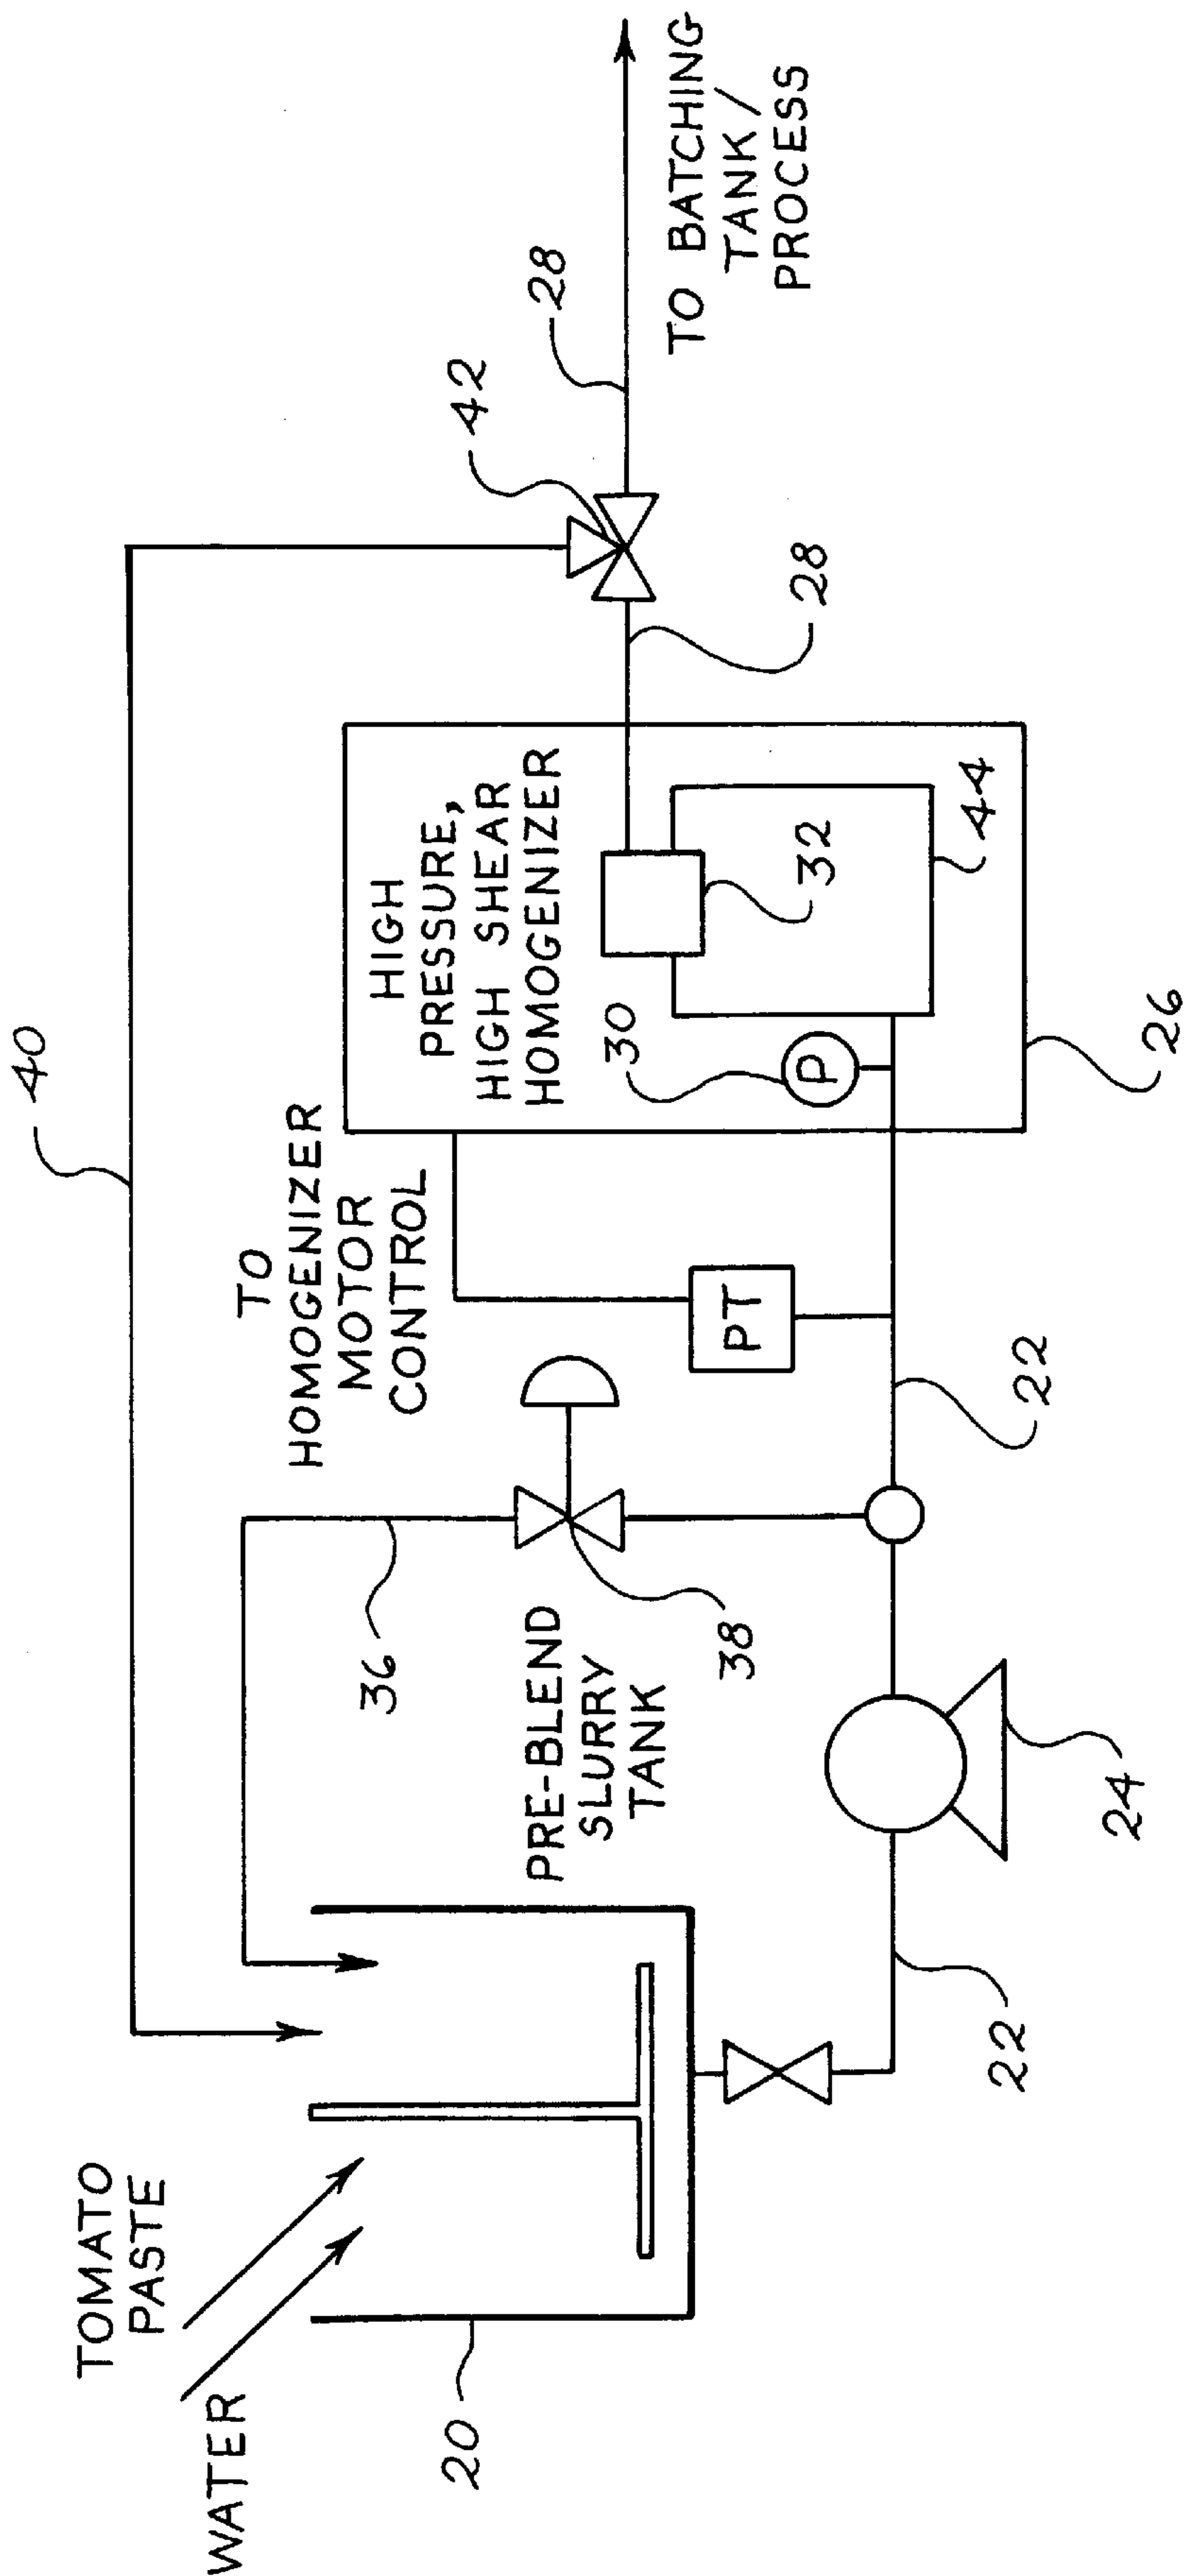 40
TOMATO
PASTE
WATER
20
36
TO
HOMOGENIZER
MOTOR
CONTROL
HIGH
PRESSURE,
HIGH SHEAR
HOMOGENIZER
42
28
TO BATCHING
TANK/
PROCESS
PRE-BLEND
SLURRY
TANK
38
PT
30
P
32
44
28
22
24
22
26